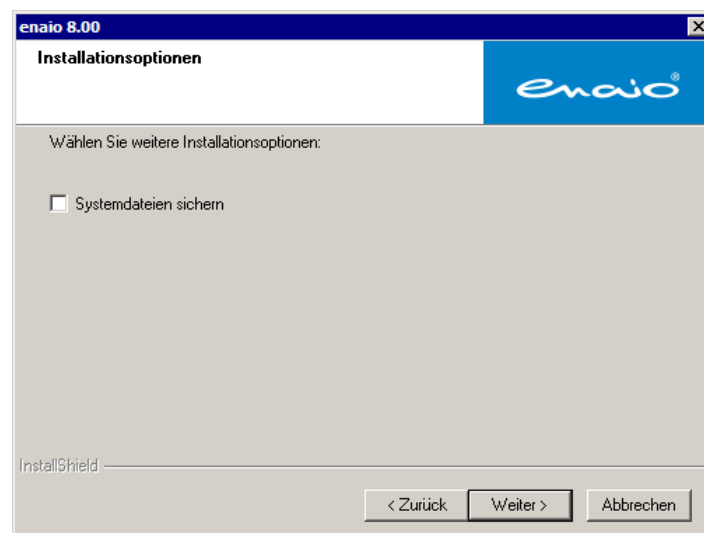 enaio 8.00
Installationsoptionen
enaio®
Wählen Sie weitere Installationsoptionen:
Systemdateien sichern
InstallShield
< Zurück
Weiter >
Abbrechen